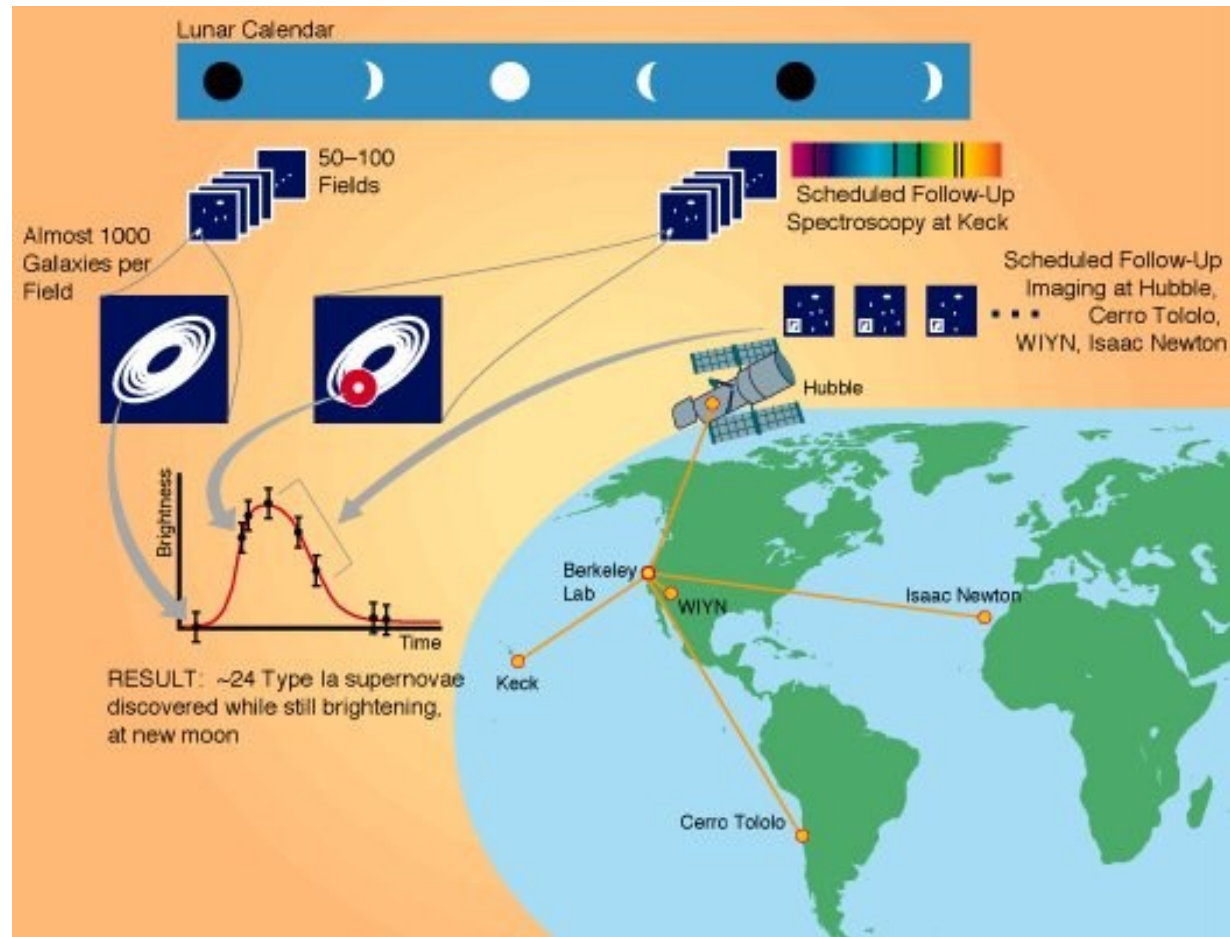 Lunar Calendar
50–100
Fields
Almost 1000
Galaxies per
Field
Scheduled Follow-Up
Spectroscopy at Keck
Scheduled Follow-Up
Imaging at Hubble,
Cerro Tololo,
WIYN, Isaac Newton
Hubble
Brightness
Time
RESULT: ~24 Type Ia supernovae
discovered while still brightening,
at new moon
Berkeley
Lab
WIYN
Isaac Newton
Keck
Cerro Tololo